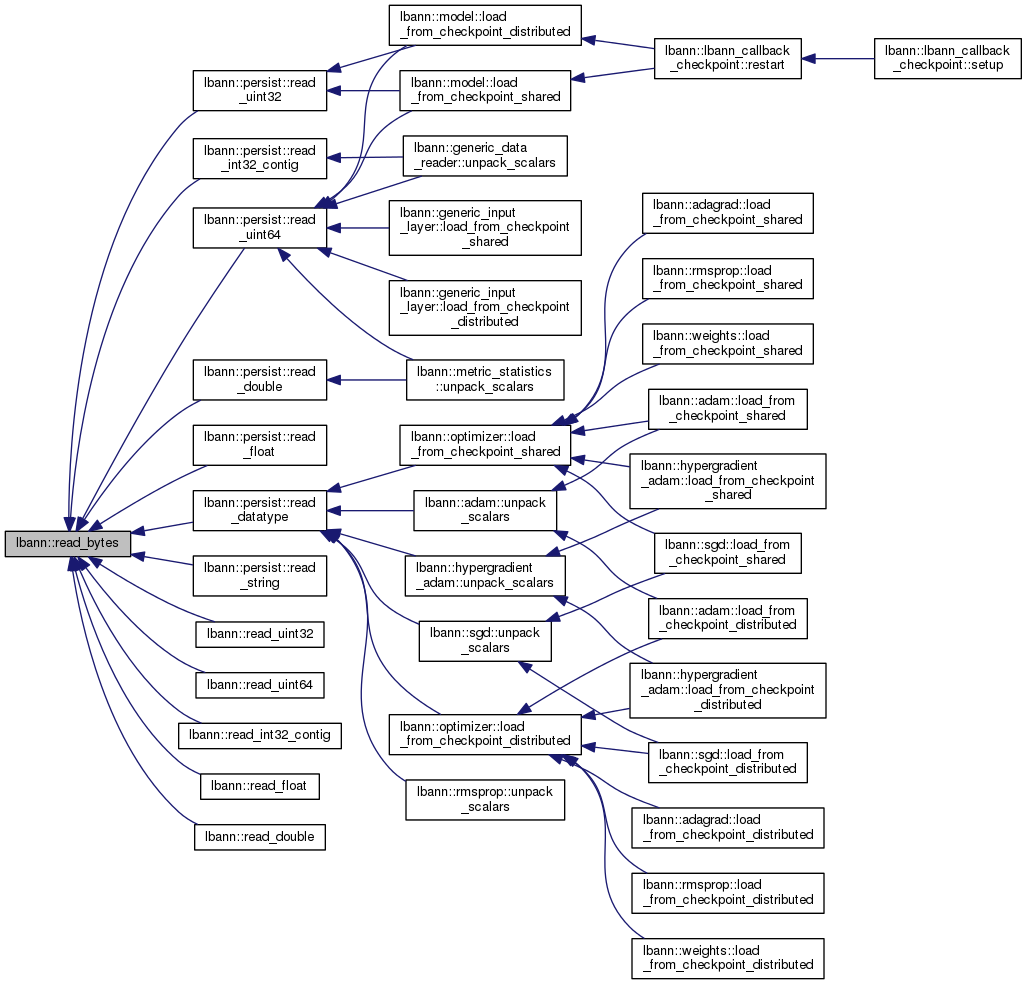 lbann::read_bytes
lbann::persist::read
_uint32
lbann::persist::read
_int32_contig
lbann::persist::read
_uint64
lbann::persist::read
_double
lbann::persist::read
_float
lbann::persist::read
_datatype
lbann::persist::read
_string
lbann::read_uint32
lbann::read_uint64
lbann::read_int32_contig
lbann::read_float
lbann::read_double
lbann::model::load
_from_checkpoint_distributed
lbann::model::load
_from_checkpoint_shared
lbann::generic_data
_reader::unpack_scalars
lbann::generic_input
_layer::load_from_checkpoint
_shared
lbann::generic_input
_layer::load_from_checkpoint
_distributed
lbann::metric_statistics
::unpack_scalars
lbann::optimizer::load
_from_checkpoint_shared
lbann::adam::unpack
_scalars
lbann::hypergradient
_adam::unpack_scalars
lbann::sgd::unpack
_scalars
lbann::optimizer::load
_from_checkpoint_distributed
lbann::rmsprop::unpack
_scalars
lbann::lbann_callback
_checkpoint::restart
lbann::adagrad::load
_from_checkpoint_shared
lbann::rmsprop::load
_from_checkpoint_shared
lbann::weights::load
_from_checkpoint_shared
lbann::adam::load_from
_checkpoint_shared
lbann::hypergradient
_adam::load_from_checkpoint
_shared
lbann::sgd::load_from
_checkpoint_shared
lbann::adam::load_from
_checkpoint_distributed
lbann::hypergradient
_adam::load_from_checkpoint
_distributed
lbann::sgd::load_from
_checkpoint_distributed
lbann::adagrad::load
_from_checkpoint_distributed
lbann::rmsprop::load
_from_checkpoint_distributed
lbann::weights::load
_from_checkpoint_distributed
lbann::lbann_callback
_checkpoint::setup